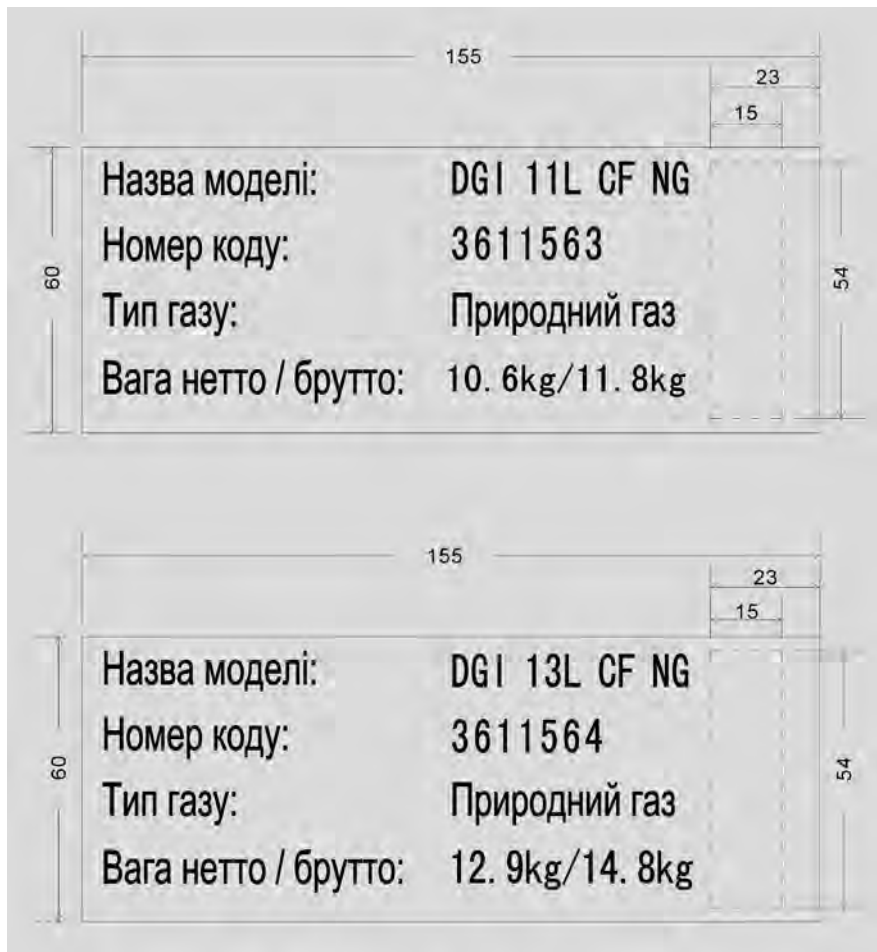 155
23
15
60
54
Назва моделі: DGI 11L CF NG
Номер коду: 3611563
Тип газу: Природний газ
Вага нетто / брутто: 10.6kg/11.8kg
155
23
15
60
54
Назва моделі: DGI 13L CF NG
Номер коду: 3611564
Тип газу: Природний газ
Вага нетто / брутто: 12.9kg/14.8kg